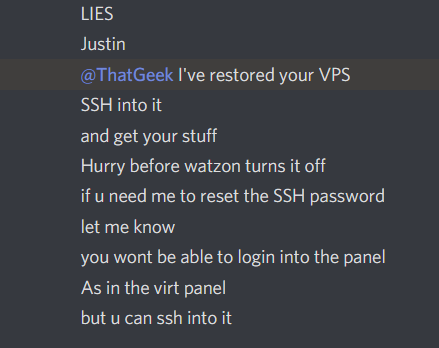 LIES
Justin
@ThatGeek I've restored your VPS
SSH into it
and get your stuff
Hurry before watzon turns it off
if u need me to reset the SSH password
let me know
you wont be able to login into the panel
As in the virt panel
but u can ssh into it